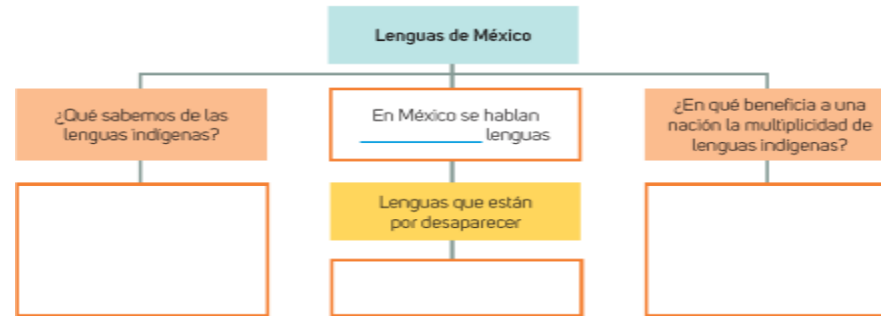 Lenguas de México
¿Qué sabemos de las
lenguas indígenas?
En México se hablan
____________ lenguas
¿En qué beneficia a una
nación la multiplicidad de
lenguas indígenas?
Lenguas que están
por desaparecer